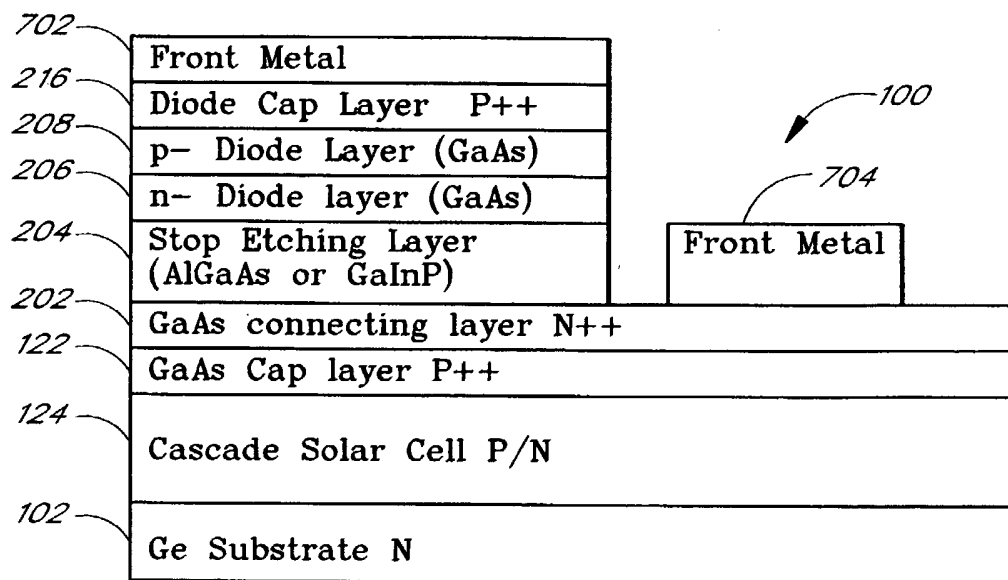 702
Front Metal
216
Diode Cap Layer P++
100
208
p- Diode Layer (GaAs)
206
n- Diode layer (GaAs)
704
204
Stop Etching Layer
(AlGaAs or GaInP)
Front Metal
202
GaAs connecting layer N++
122
GaAs Cap layer P++
124
Cascade Solar Cell P/N
102
Ge Substrate N